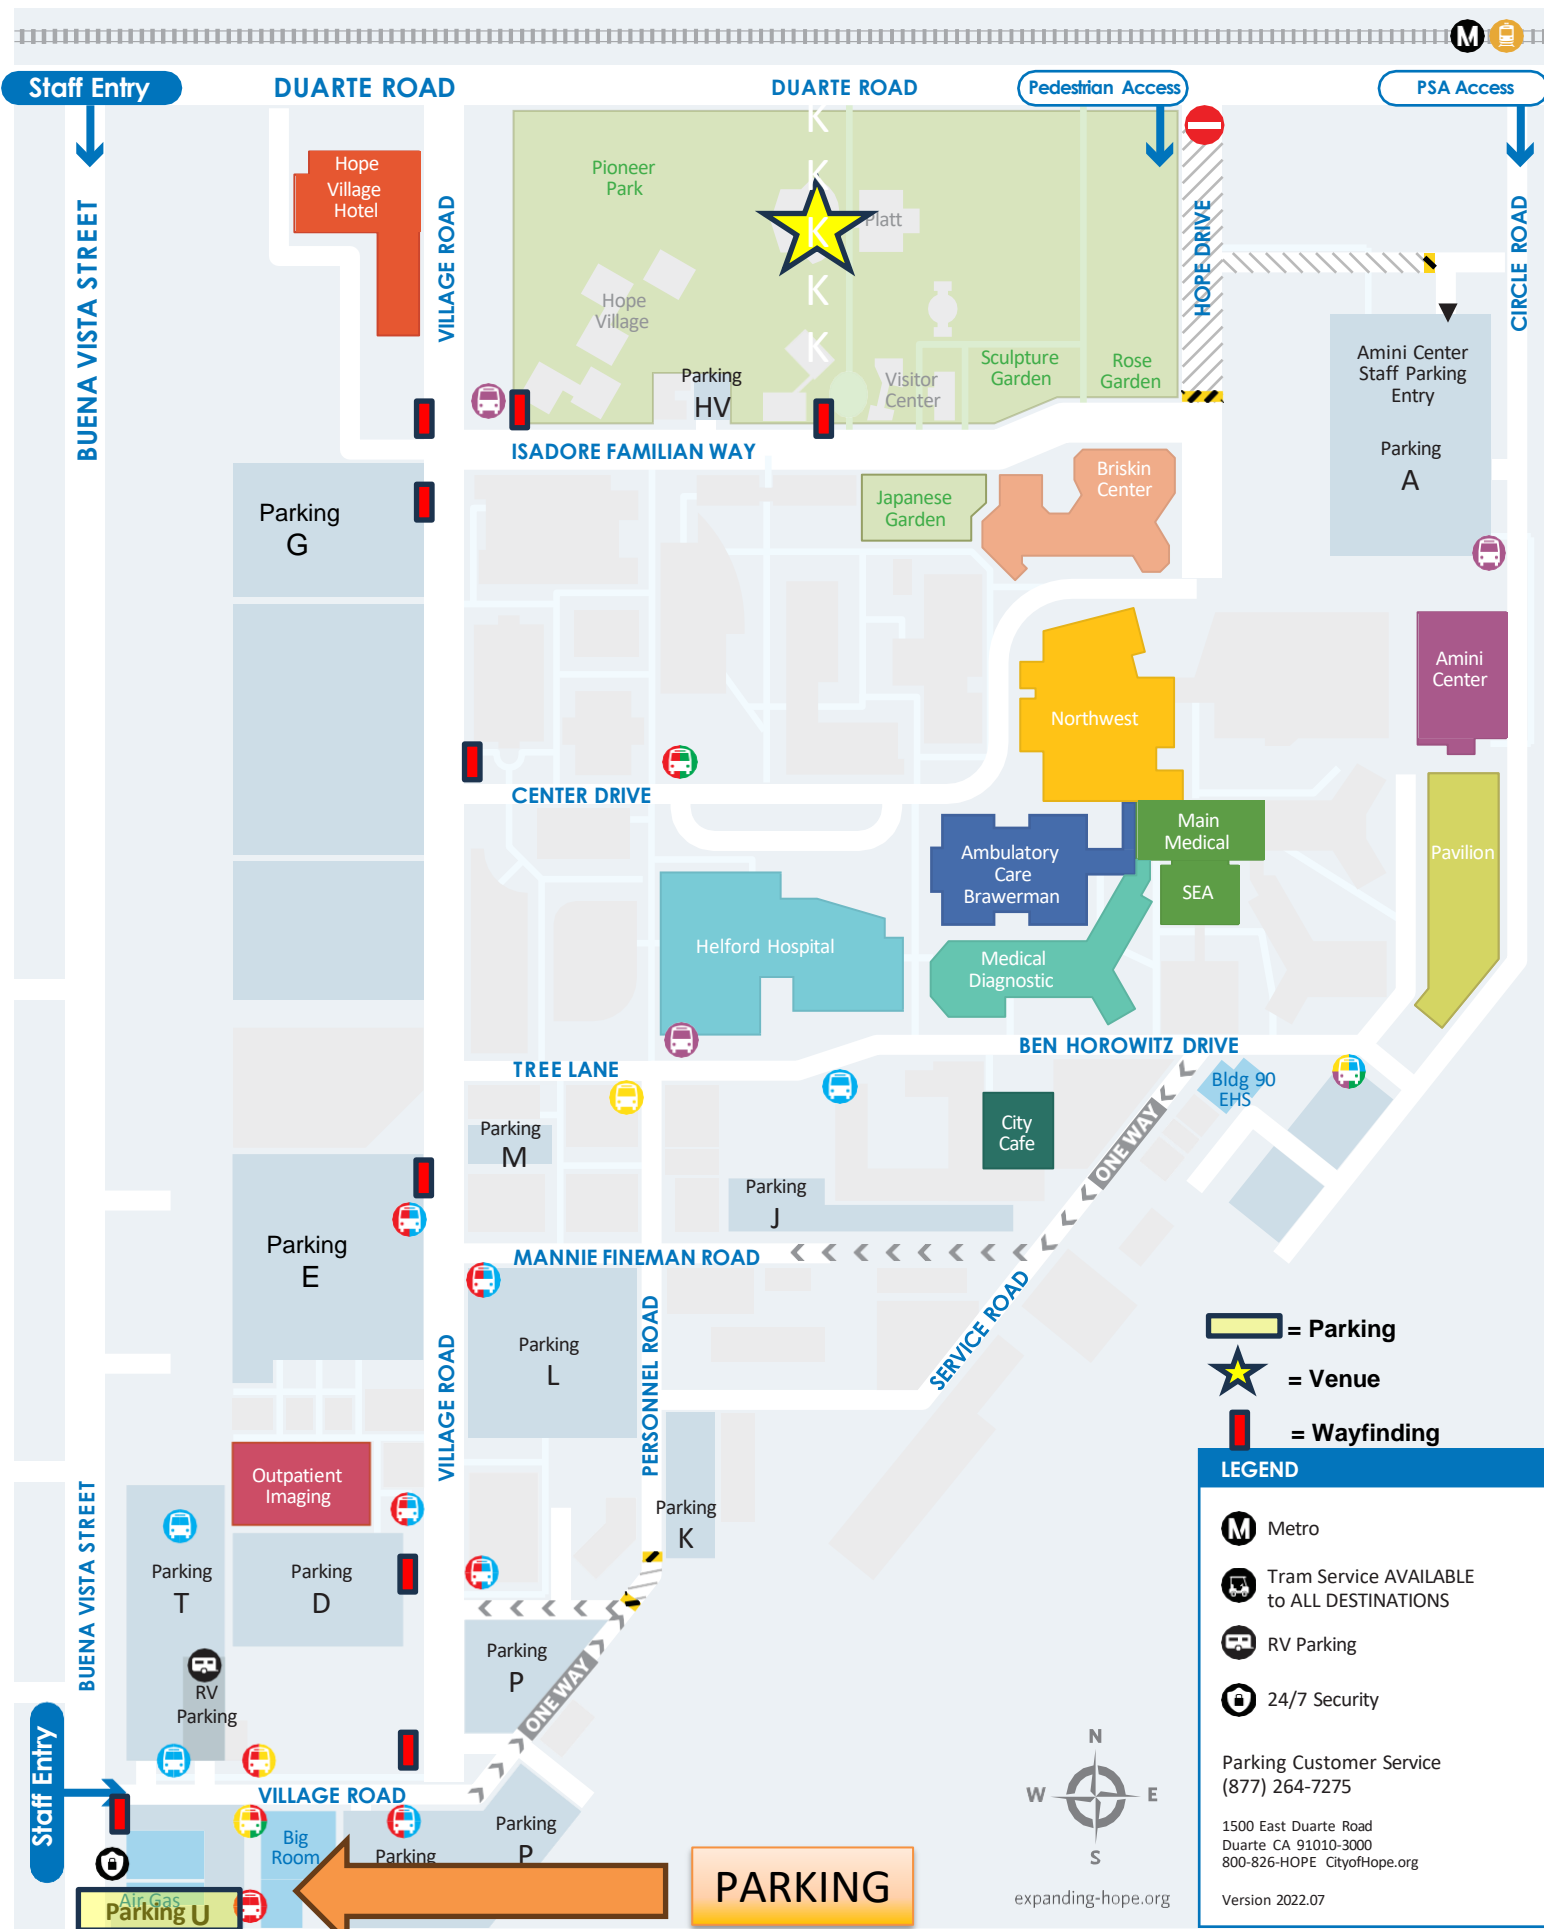 M
Staff Entry
DUARTE ROAD
DUARTE ROAD
Pedestrian Access
PSA Access
K
K
K
K
K
Hope
Village
Hotel
Pioneer
Park
Platt
BUENA VISTA STREET
VILLAGE ROAD
HOPE DRIVE
CIRCLE ROAD
Hope
Village
Parking
HV
Visitor
Center
Sculpture
Garden
Rose
Garden
Amini Center
Staff Parking
Entry
Parking
A
ISADORE FAMILIAN WAY
Parking
G
Japanese
Garden
Briskin
Center
Amini
Center
Northwest
CENTER DRIVE
Main
Medical
SEA
Pavilion
Ambulatory
Care
Brawerman
Helford Hospital
Medical
Diagnostic
BEN HOROWITZ DRIVE
TREE LANE
Bldg 90
EHS
City
Cafe
ONE WAY
Parking
M
Parking
J
Parking
E
MANNIE FINEMAN ROAD
SERVICE ROAD
PERSONNEL ROAD
VILLAGE ROAD
Parking
L
= Parking
= Venue
= Wayfinding
Outpatient
Imaging
Parking
K
BUENA VISTA STREET
Parking
T
Parking
D
RV
Parking
Parking
P
ONE WAY
Staff Entry
VILLAGE ROAD
Big
Room
Parking
Parking
P
Air Gas
Parking U
PARKING
LEGEND
M Metro
Tram Service AVAILABLE
to ALL DESTINATIONS
RV Parking
24/7 Security
Parking Customer Service
(877) 264-7275
1500 East Duarte Road
Duarte CA 91010-3000
800-826-HOPE CityofHope.org
Version 2022.07
N
W E
S
expanding-hope.org